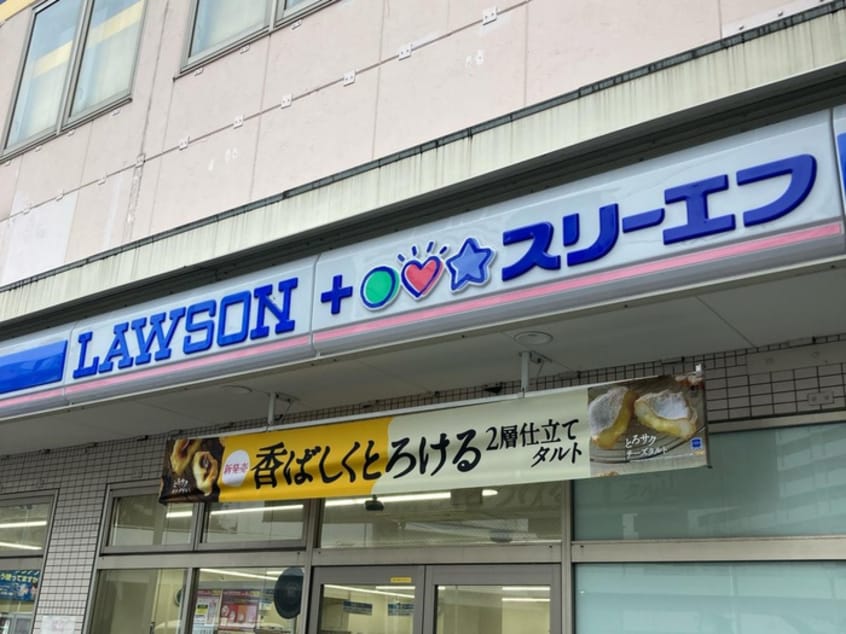 LAWSON + スリーエフ
新発売
香ばしくとろける
2層仕立て
タルト
とろサク
チーズタルト